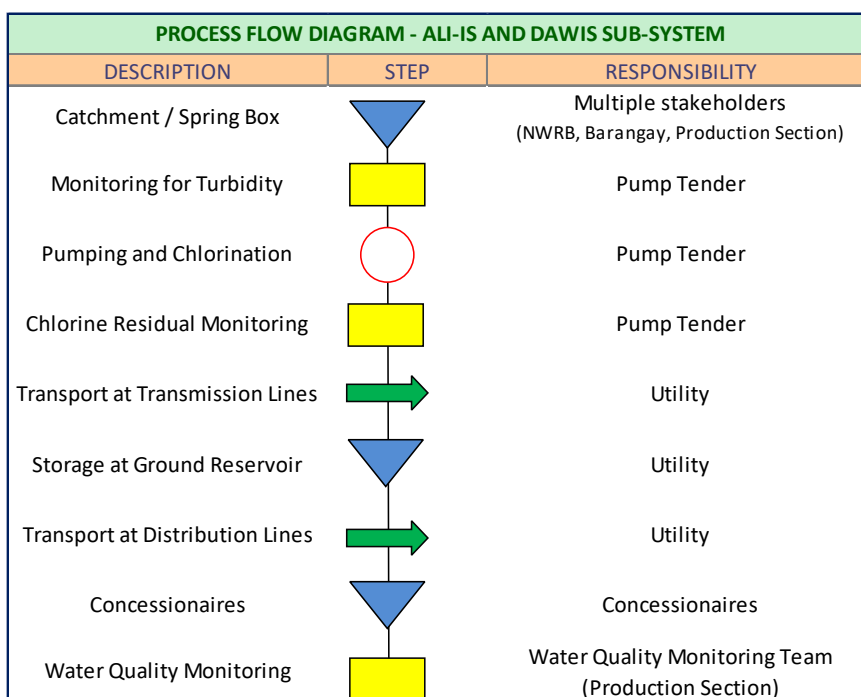 PROCESS FLOW DIAGRAM - ALI-IS AND DAWIS SUB-SYSTEM
DESCRIPTION STEP RESPONSIBILITY
Catchment / Spring Box Multiple stakeholders
(NWRB, Barangay, Production Section)
Monitoring for Turbidity Pump Tender
Pumping and Chlorination Pump Tender
Chlorine Residual Monitoring Pump Tender
Transport at Transmission Lines Utility
Storage at Ground Reservoir Utility
Transport at Distribution Lines Utility
Concessionaires Concessionaires
Water Quality Monitoring Water Quality Monitoring Team
(Production Section)